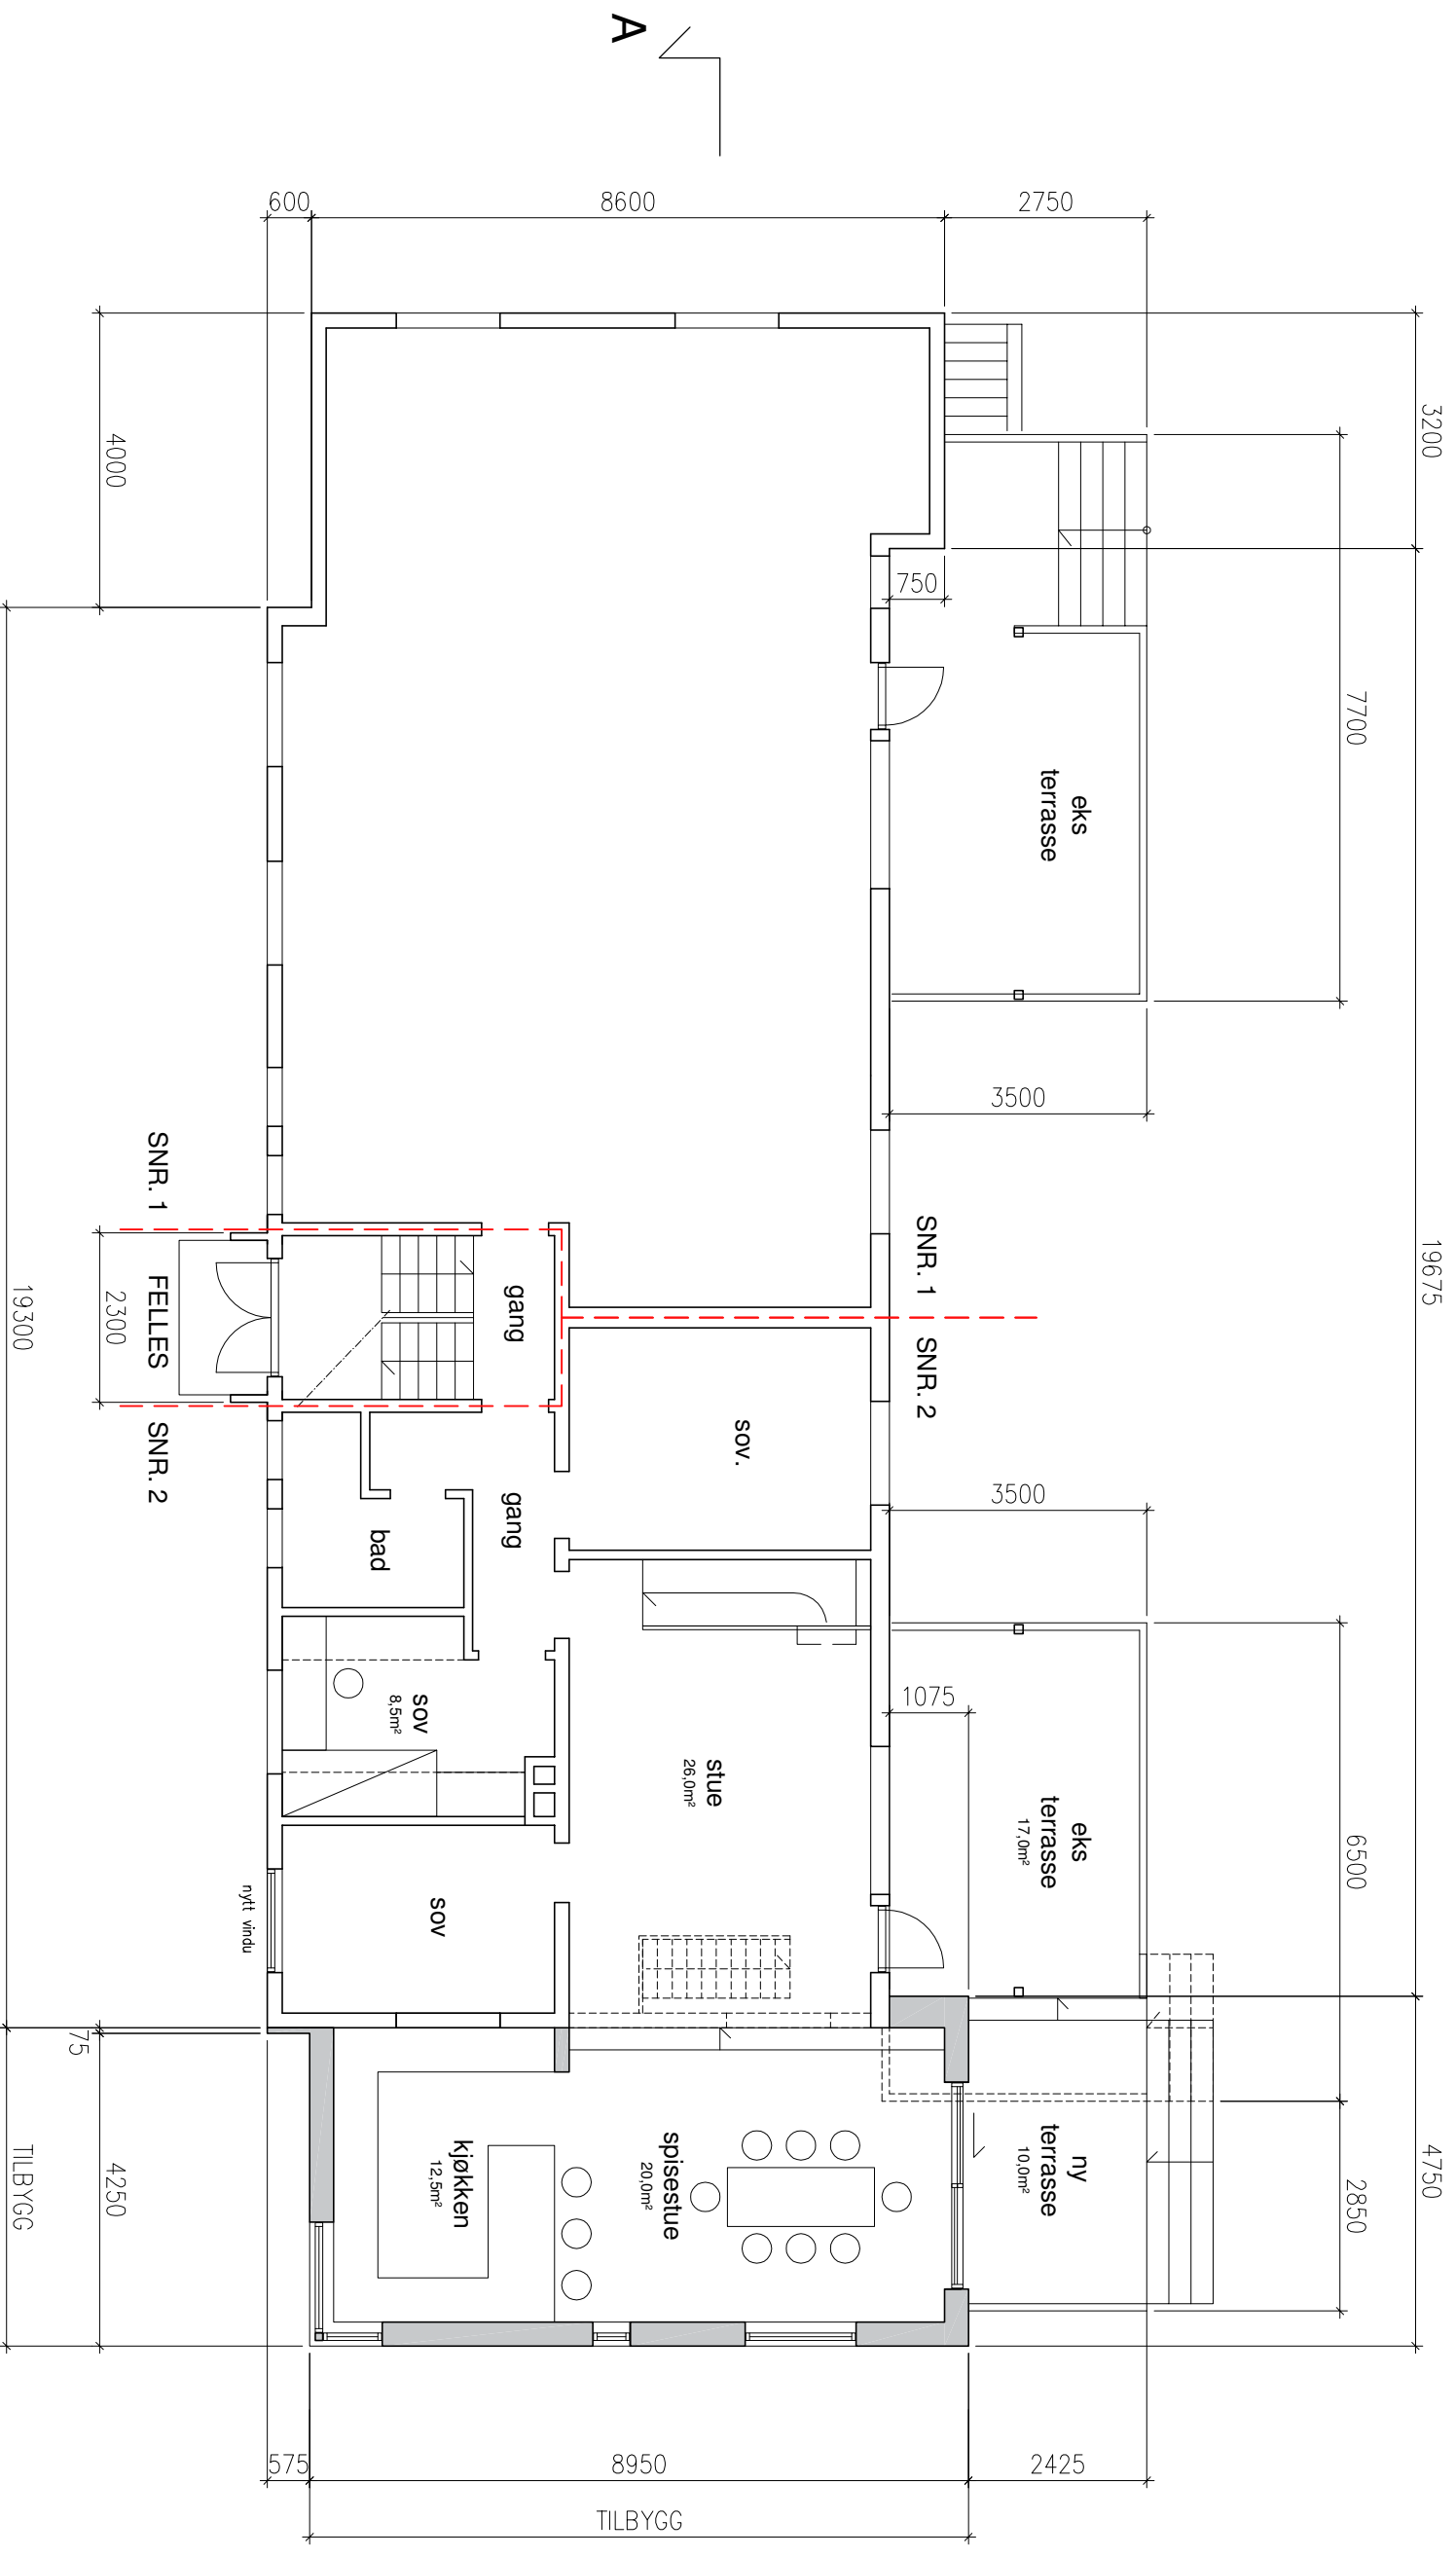 A
600
8600
2750
3200
19675
4750
7700
6500
2850
eks
terrasse
750
3500
3500
1075
eks
terrasse
17,0m²
ny
terrasse
10,0m²
SNR. 1
SNR. 2
sov.
stue
26,0m²
spisestue
20,0m²
gang
gang
bad
sov
8,5m²
sov
kjøkken
12,5m²
nytt vindu
SNR. 1
FELLES
SNR. 2
4000
2300
75
4250
19300
TILBYGG
575
8950
2425
TILBYGG